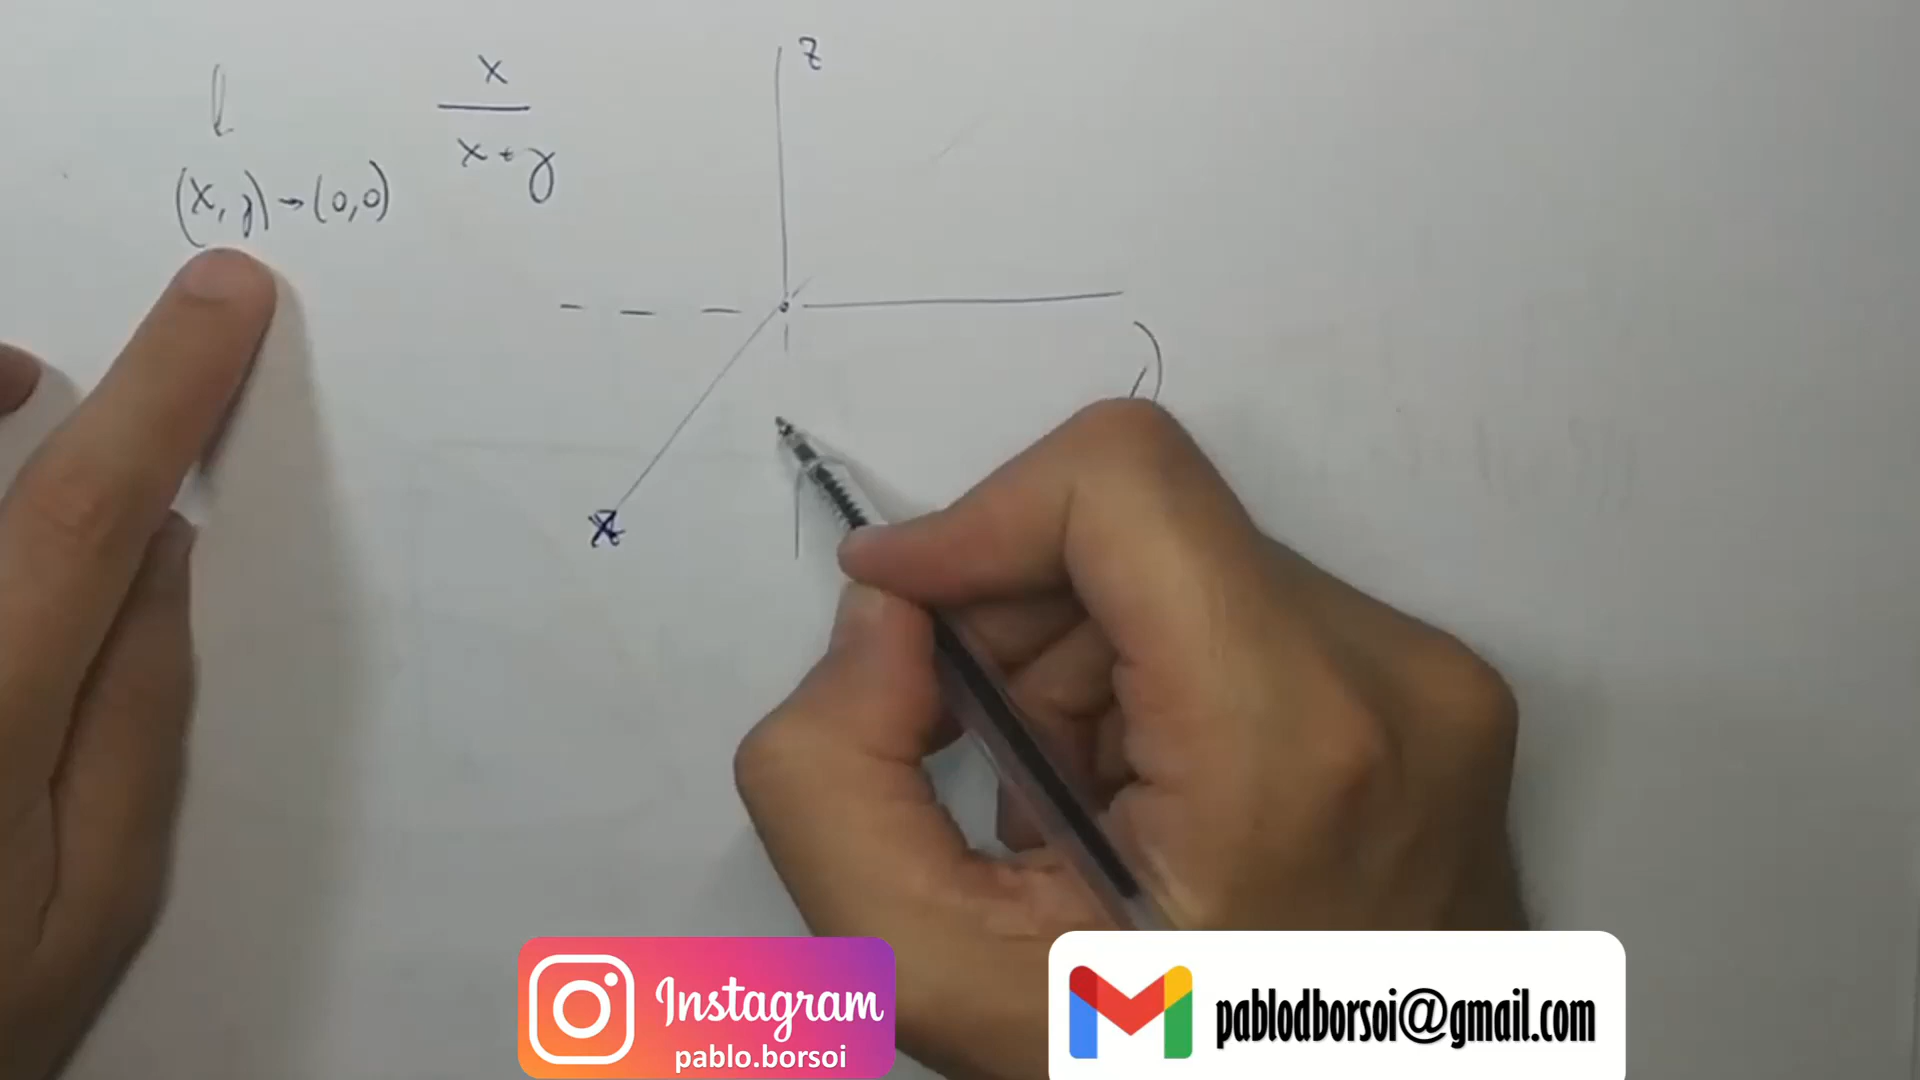 l x
x + y
(x, y) → (0,0)
z
x
Instagram
pablo.borsoi
pablodborsoi@gmail.com